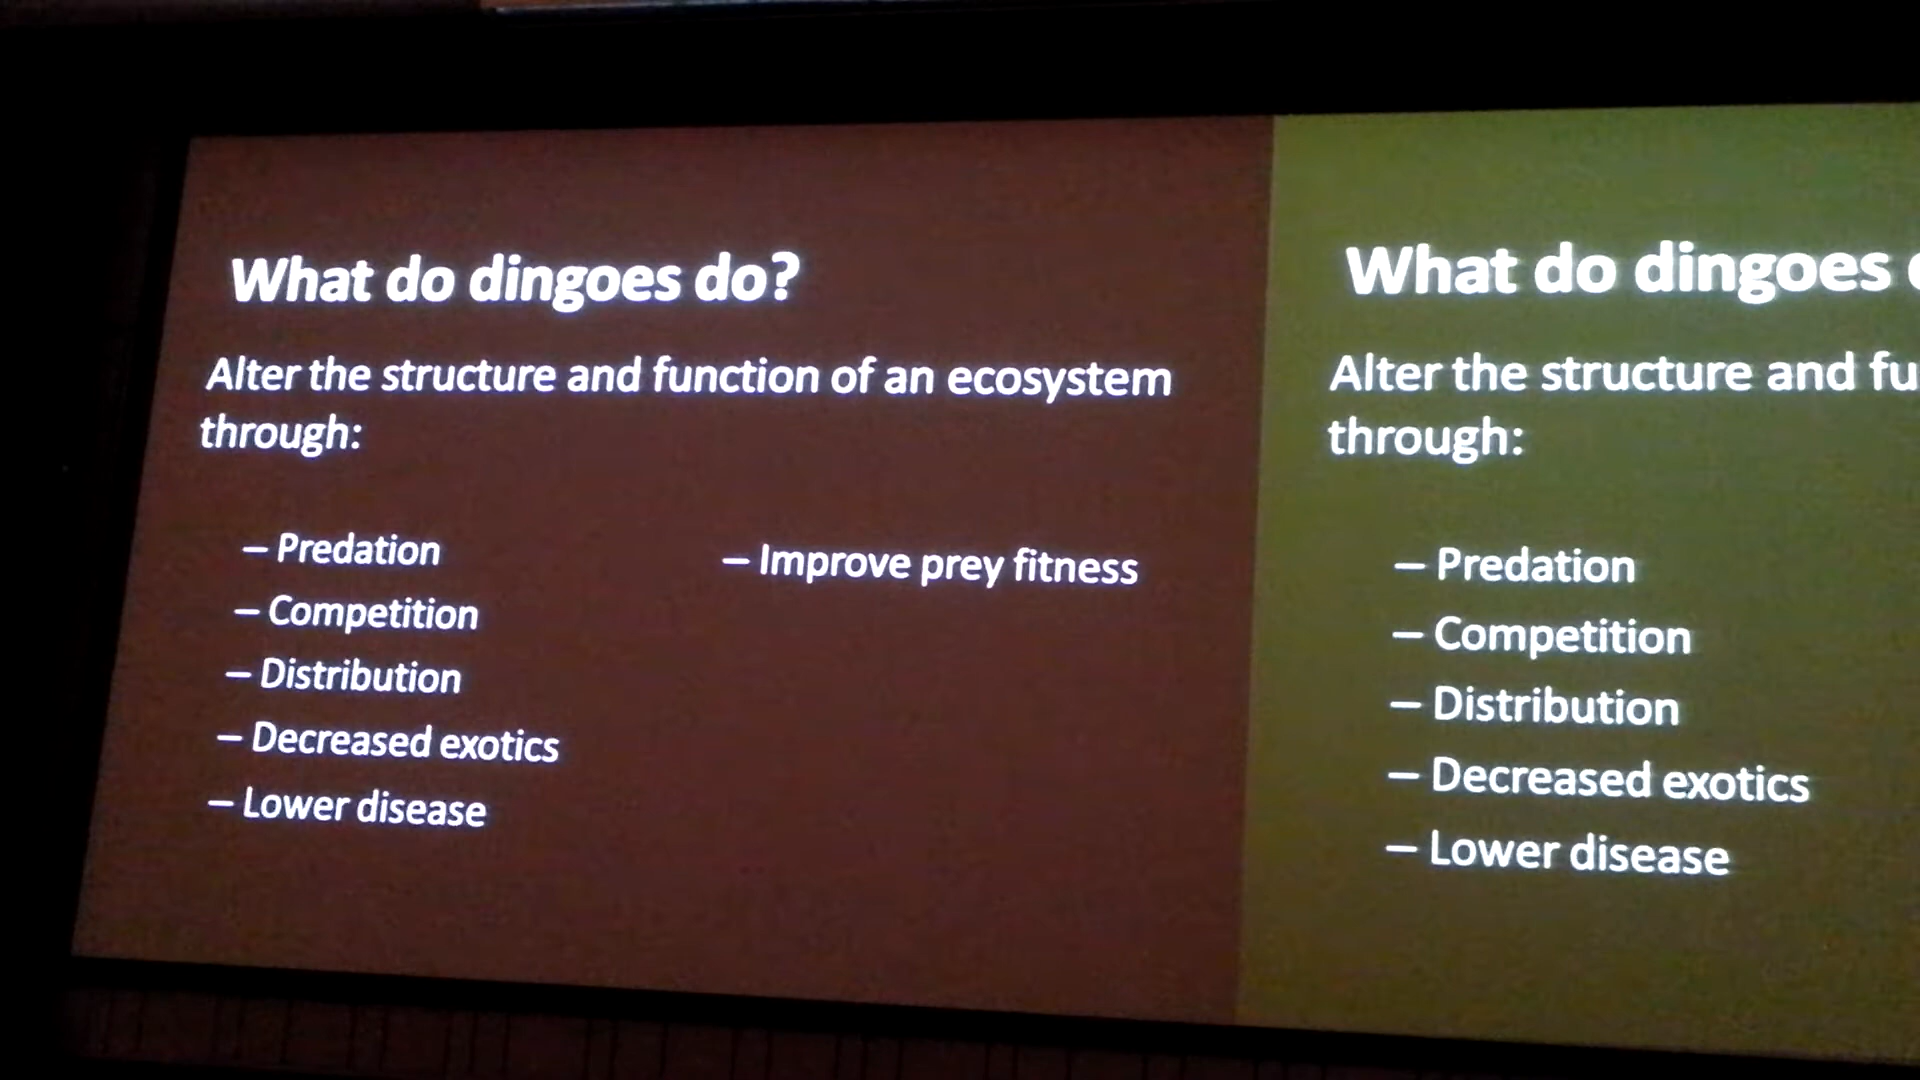 What do dingoes do?
Alter the structure and function of an ecosystem
through:
– Predation
– Competition
– Distribution
– Decreased exotics
– Lower disease
– Improve prey fitness
What do dingoes
Alter the structure and fu
through:
– Predation
– Competition
– Distribution
– Decreased exotics
– Lower disease